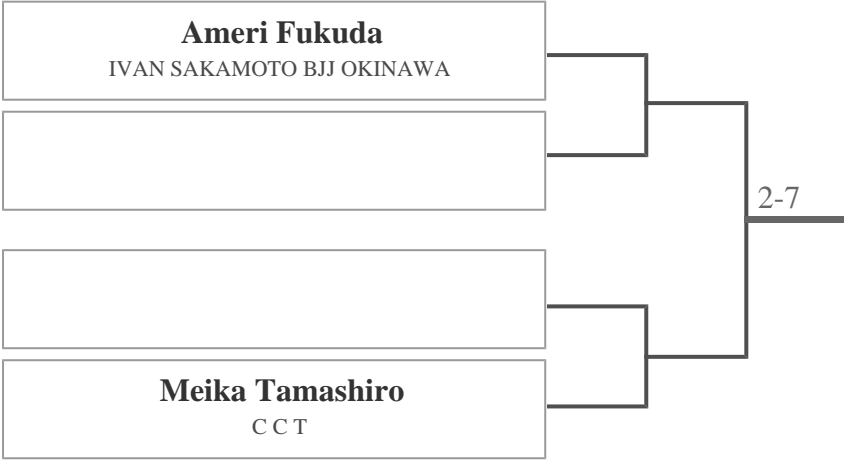 Ameri Fukuda
IVAN SAKAMOTO BJJ OKINAWA
2-7
Meika Tamashiro
C C T